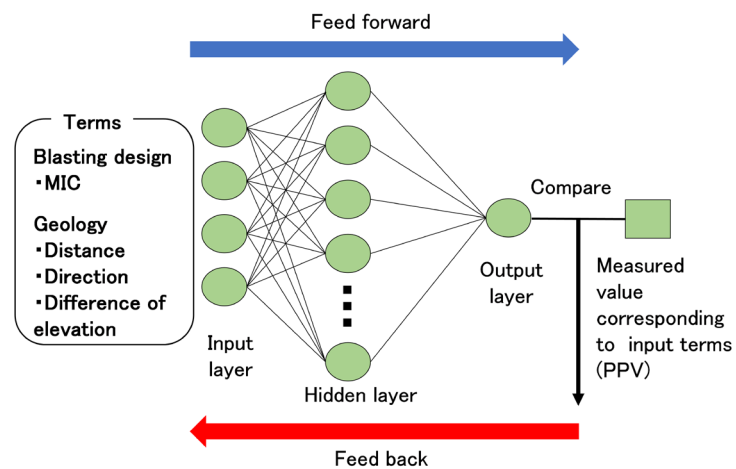 Feed forward
Terms
Blasting design
・MIC
Geology
・Distance
・Direction
・Difference of
elevation
Input
layer
Hidden layer
Output
layer
Compare
Measured
value
corresponding
to input terms
(PPV)
Feed back